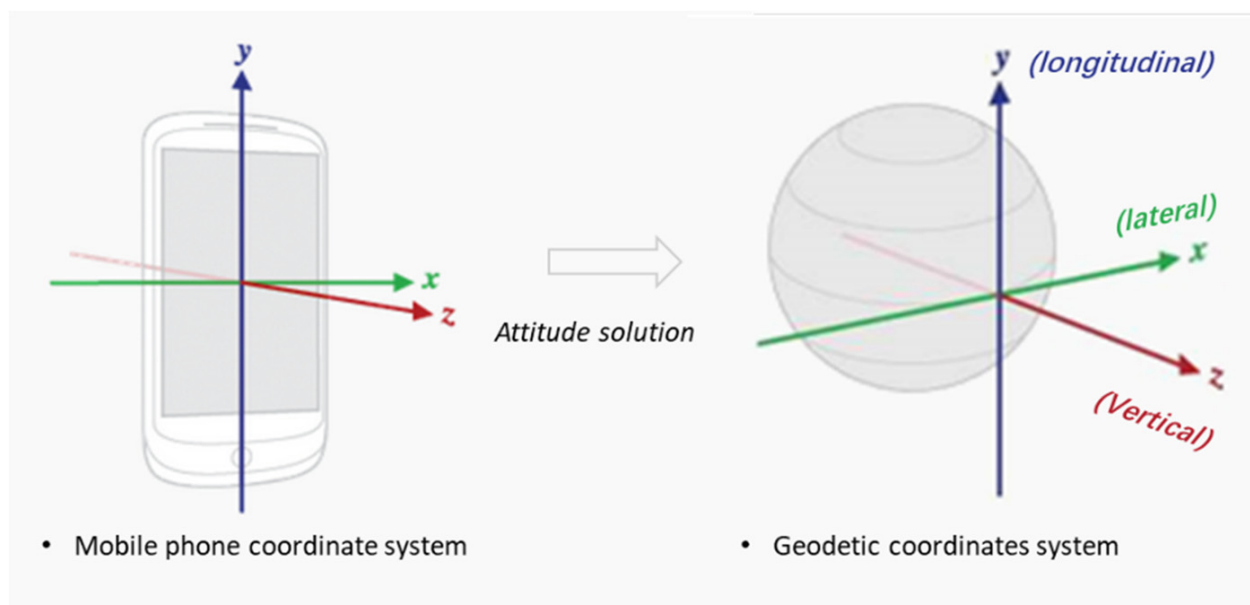 y
y (longitudinal)
(lateral)
x
x
z
Attitude solution
z
(Vertical)
• Mobile phone coordinate system
• Geodetic coordinates system